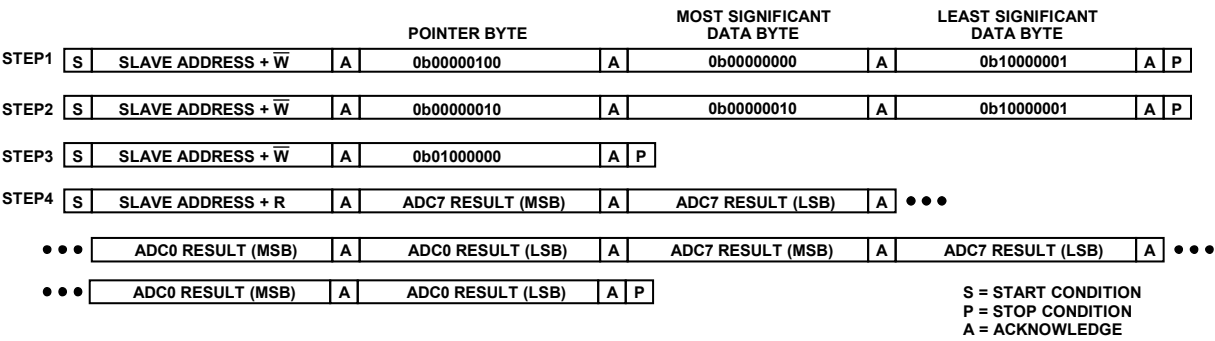 POINTER BYTE MOST SIGNIFICANT DATA BYTE LEAST SIGNIFICANT DATA BYTE
STEP1 S SLAVE ADDRESS + W̅ A 0b00000100 A 0b00000000 A 0b10000001 A P
STEP2 S SLAVE ADDRESS + W̅ A 0b00000010 A 0b00000010 A 0b10000001 A P
STEP3 S SLAVE ADDRESS + W̅ A 0b01000000 A P
STEP4 S SLAVE ADDRESS + R A ADC7 RESULT (MSB) A ADC7 RESULT (LSB) A •••
••• ADC0 RESULT (MSB) A ADC0 RESULT (LSB) A ADC7 RESULT (MSB) A ADC7 RESULT (LSB) A •••
••• ADC0 RESULT (MSB) A ADC0 RESULT (LSB) A P
S = START CONDITION
P = STOP CONDITION
A = ACKNOWLEDGE